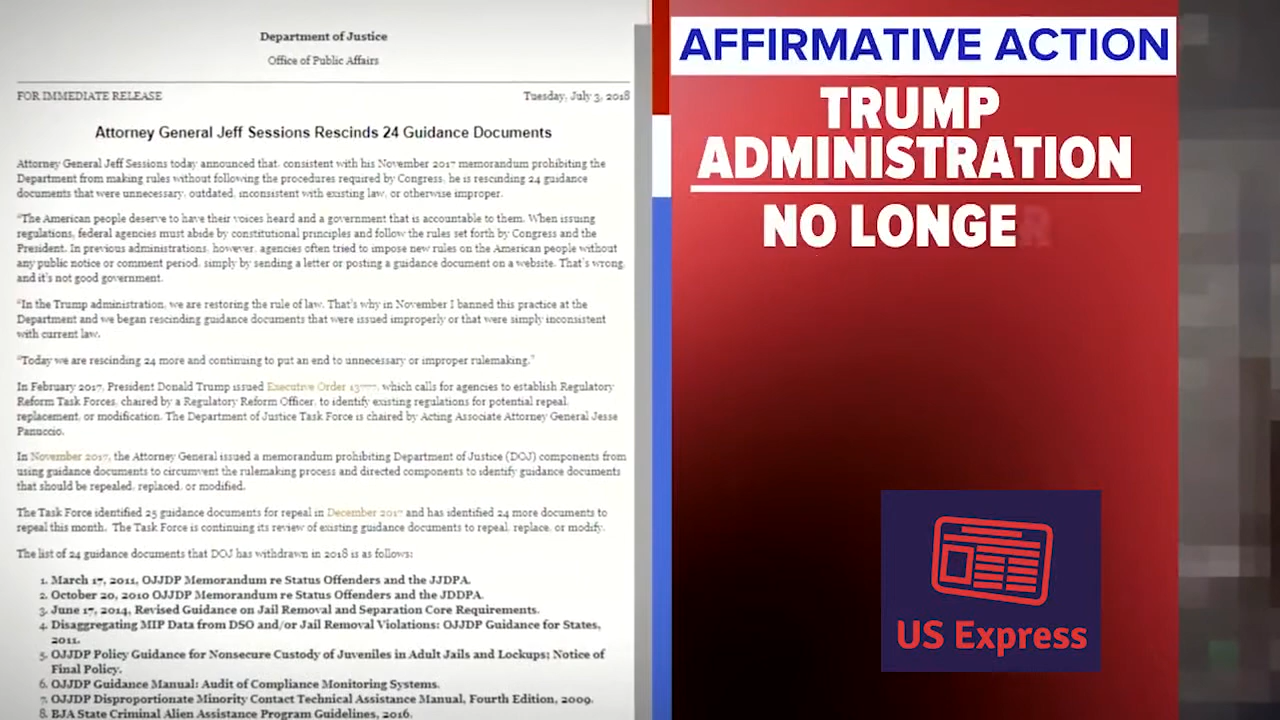 Department of Justice
Office of Public Affairs
FOR IMMEDIATE RELEASE
Tuesday, July 3, 2018
Attorney General Jeff Sessions Rescinds 24 Guidance Documents
Attorney General Jeff Sessions today announced that, consistent with his November 2017 memorandum prohibiting the
Department from making rules without following the procedures required by Congress, he is rescinding 24 guidance
documents that were unnecessary, outdated, inconsistent with existing law, or otherwise improper.
“The American people deserve to have their voices heard and a government that is accountable to them. When issuing
regulations, federal agencies must abide by constitutional principles and follow the rules set forth by Congress and the
President. In previous administrations, however, agencies often tried to impose new rules on the American people without
any public notice or comment period, simply by sending a letter or posting a guidance document on a website. That’s wrong,
and it’s not good government.
“In the Trump administration, we are restoring the rule of law. That’s why in November I banned this practice at the
Department and we began rescinding guidance documents that were issued improperly or that were simply inconsistent
with current law.
“Today we are rescinding 24 more and continuing to put an end to unnecessary or improper rulemaking.”
In February 2017, President Donald Trump issued Executive Order 13777, which calls for agencies to establish Regulatory
Reform Task Forces, chaired by a Regulatory Reform Officer, to identify existing regulations for potential repeal,
replacement, or modification. The Department of Justice Task Force is chaired by Acting Associate Attorney General Jesse
Panuccio.
In November 2017, the Attorney General issued a memorandum prohibiting Department of Justice (DOJ) components from
using guidance documents to circumvent the rulemaking process and directed components to identify guidance documents
that should be repealed, replaced, or modified.
The Task Force identified 25 guidance documents for repeal in December 2017 and has identified 24 more documents to
repeal this month. The Task Force is continuing its review of existing guidance documents to repeal, replace, or modify.
The list of 24 guidance documents that DOJ has withdrawn in 2018 is as follows:
1. March 17, 2011, OJJDP Memorandum re Status Offenders and the JJDPA.
2. October 20, 2010 OJJDP Memorandum re Status Offenders and the JDDPA.
3. June 17, 2014, Revised Guidance on Jail Removal and Separation Core Requirements.
4. Disaggregating MIP Data from DSO and/or Jail Removal Violations: OJJDP Guidance for States,
2011.
5. OJJDP Policy Guidance for Nonsecure Custody of Juveniles in Adult Jails and Lockups; Notice of
Final Policy.
6. OJJDP Guidance Manual: Audit of Compliance Monitoring Systems.
7. OJJDP Disproportionate Minority Contact Technical Assistance Manual, Fourth Edition, 2009.
8. BJA State Criminal Alien Assistance Program Guidelines, 2016.
AFFIRMATIVE ACTION
TRUMP
ADMINISTRATION
NO LONGER
US Express